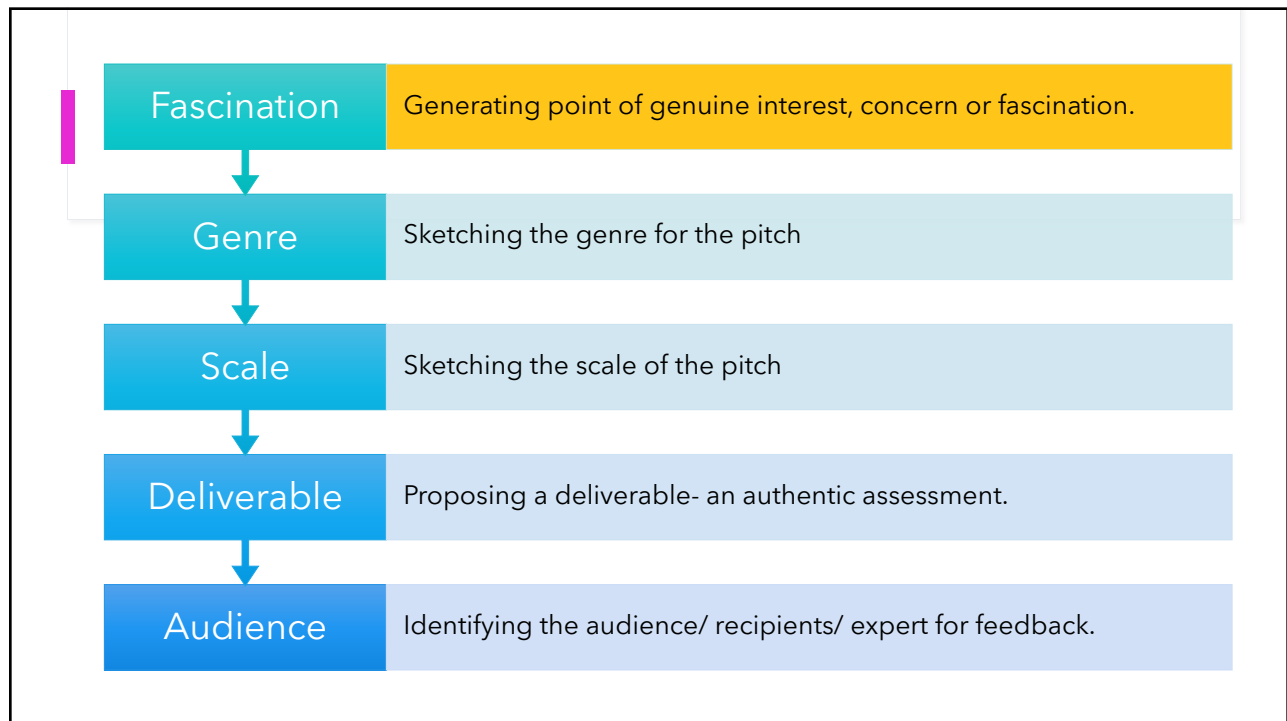 Fascination
Generating point of genuine interest, concern or fascination.
Genre
Sketching the genre for the pitch
Scale
Sketching the scale of the pitch
Deliverable
Proposing a deliverable- an authentic assessment.
Audience
Identifying the audience/ recipients/ expert for feedback.